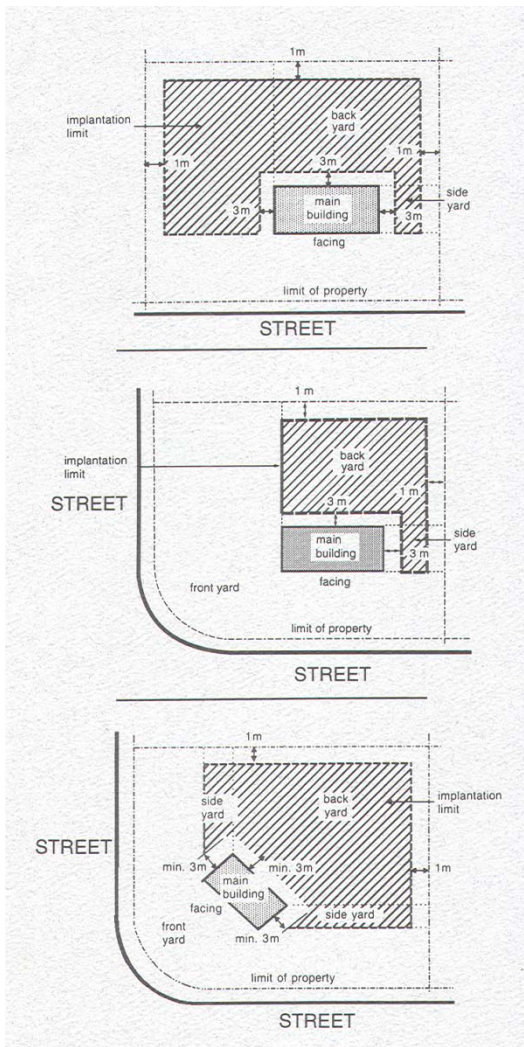 1m
implantation
limit
back
yard
1m
1m
3m
3m
main
building
side
yard
3m
facing
limit of property
STREET
1 m
implantation
limit
back
yard
1 m
STREET
3 m
main
building
side
yard
3 m
facing
front yard
limit of property
STREET
1m
side
yard
back
yard
implantation
limit
STREET
min. 3m
min. 3m
1m
main
building
facing
side yard
front
yard
min. 3m
limit of property
STREET